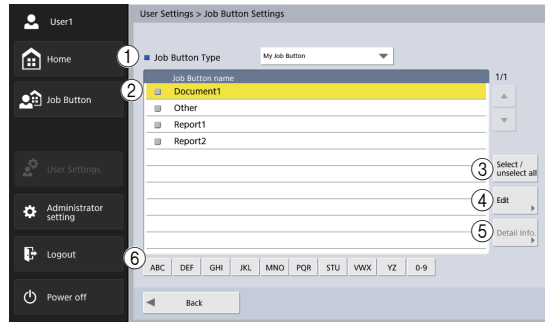 User1
Home
Job Button
User Settings
Administrator
setting
Logout
Power off
User Settings > Job Button Settings
1
Job Button Type
My Job Button
2
Job Button name
1/1
Document1
Other
Report1
Report2
3
Select /
unselect all
4
Edit
5
Detail Info.
6
ABC DEF GHI JKL MNO PQR STU VWX YZ 0-9
Back